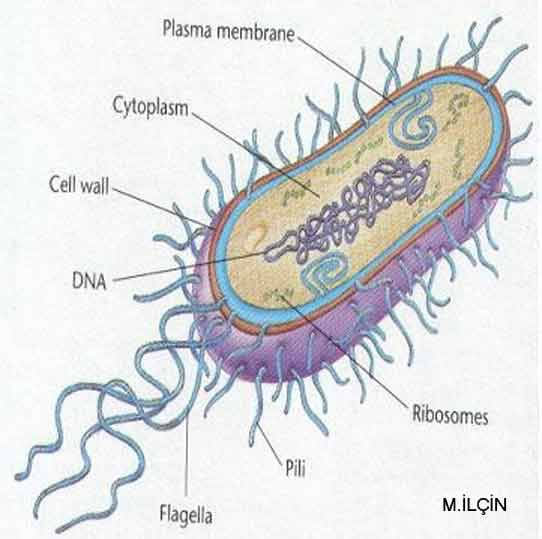 Plasma membrane
Cytoplasm
Cell wall
DNA
Ribosomes
Pili
Flagella
M.İLÇİN